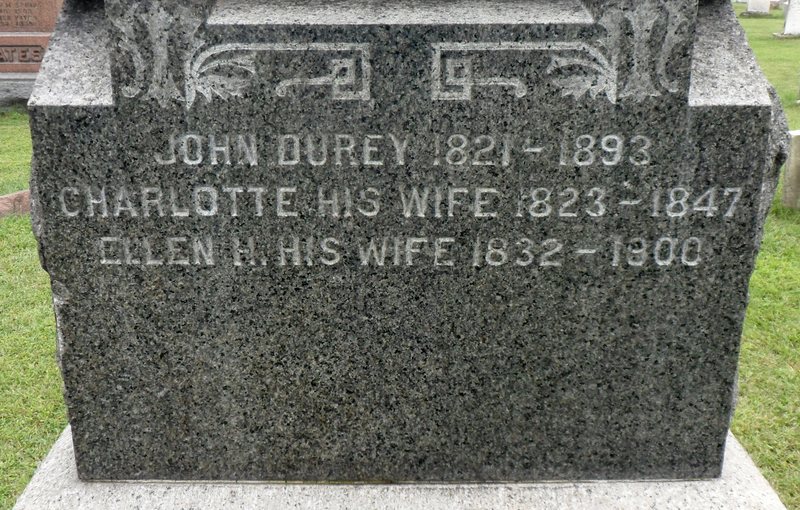 JOHN DUREY 1821 - 1893
CHARLOTTE HIS WIFE 1823 - 1847
ELLEN H. HIS WIFE 1832 - 1900